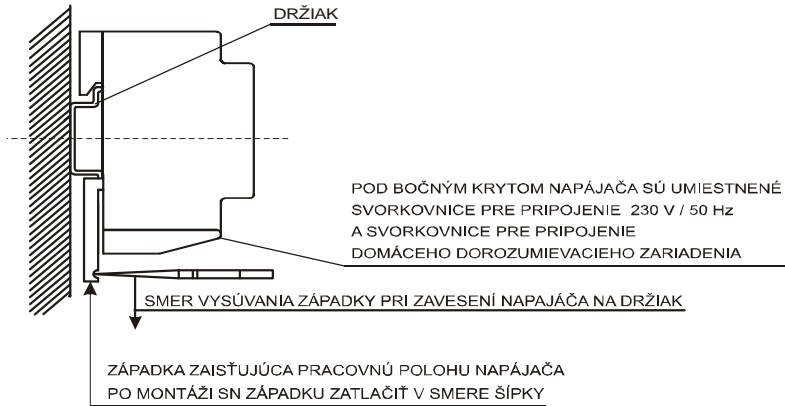 DRŽIAK
POD BOČNÝM KRYTOM NAPÁJAČA SÚ UMIESTNENÉ
SVORKOVNICE PRE PRIPOJENIE 230 V / 50 Hz
A SVORKOVNICE PRE PRIPOJENIE
DOMÁCEHO DOROZUMIEVACIEHO ZARIADENIA
SMER VYSÚVANIA ZÁPADKY PRI ZAVESENÍ NAPAJÁČA NA DRŽIAK
ZÁPADKA ZAISŤUJÚCA PRACOVNÚ POLOHU NAPÁJAČA
PO MONTÁŽI SN ZÁPADKU ZATLAČIŤ V SMERE ŠÍPKY